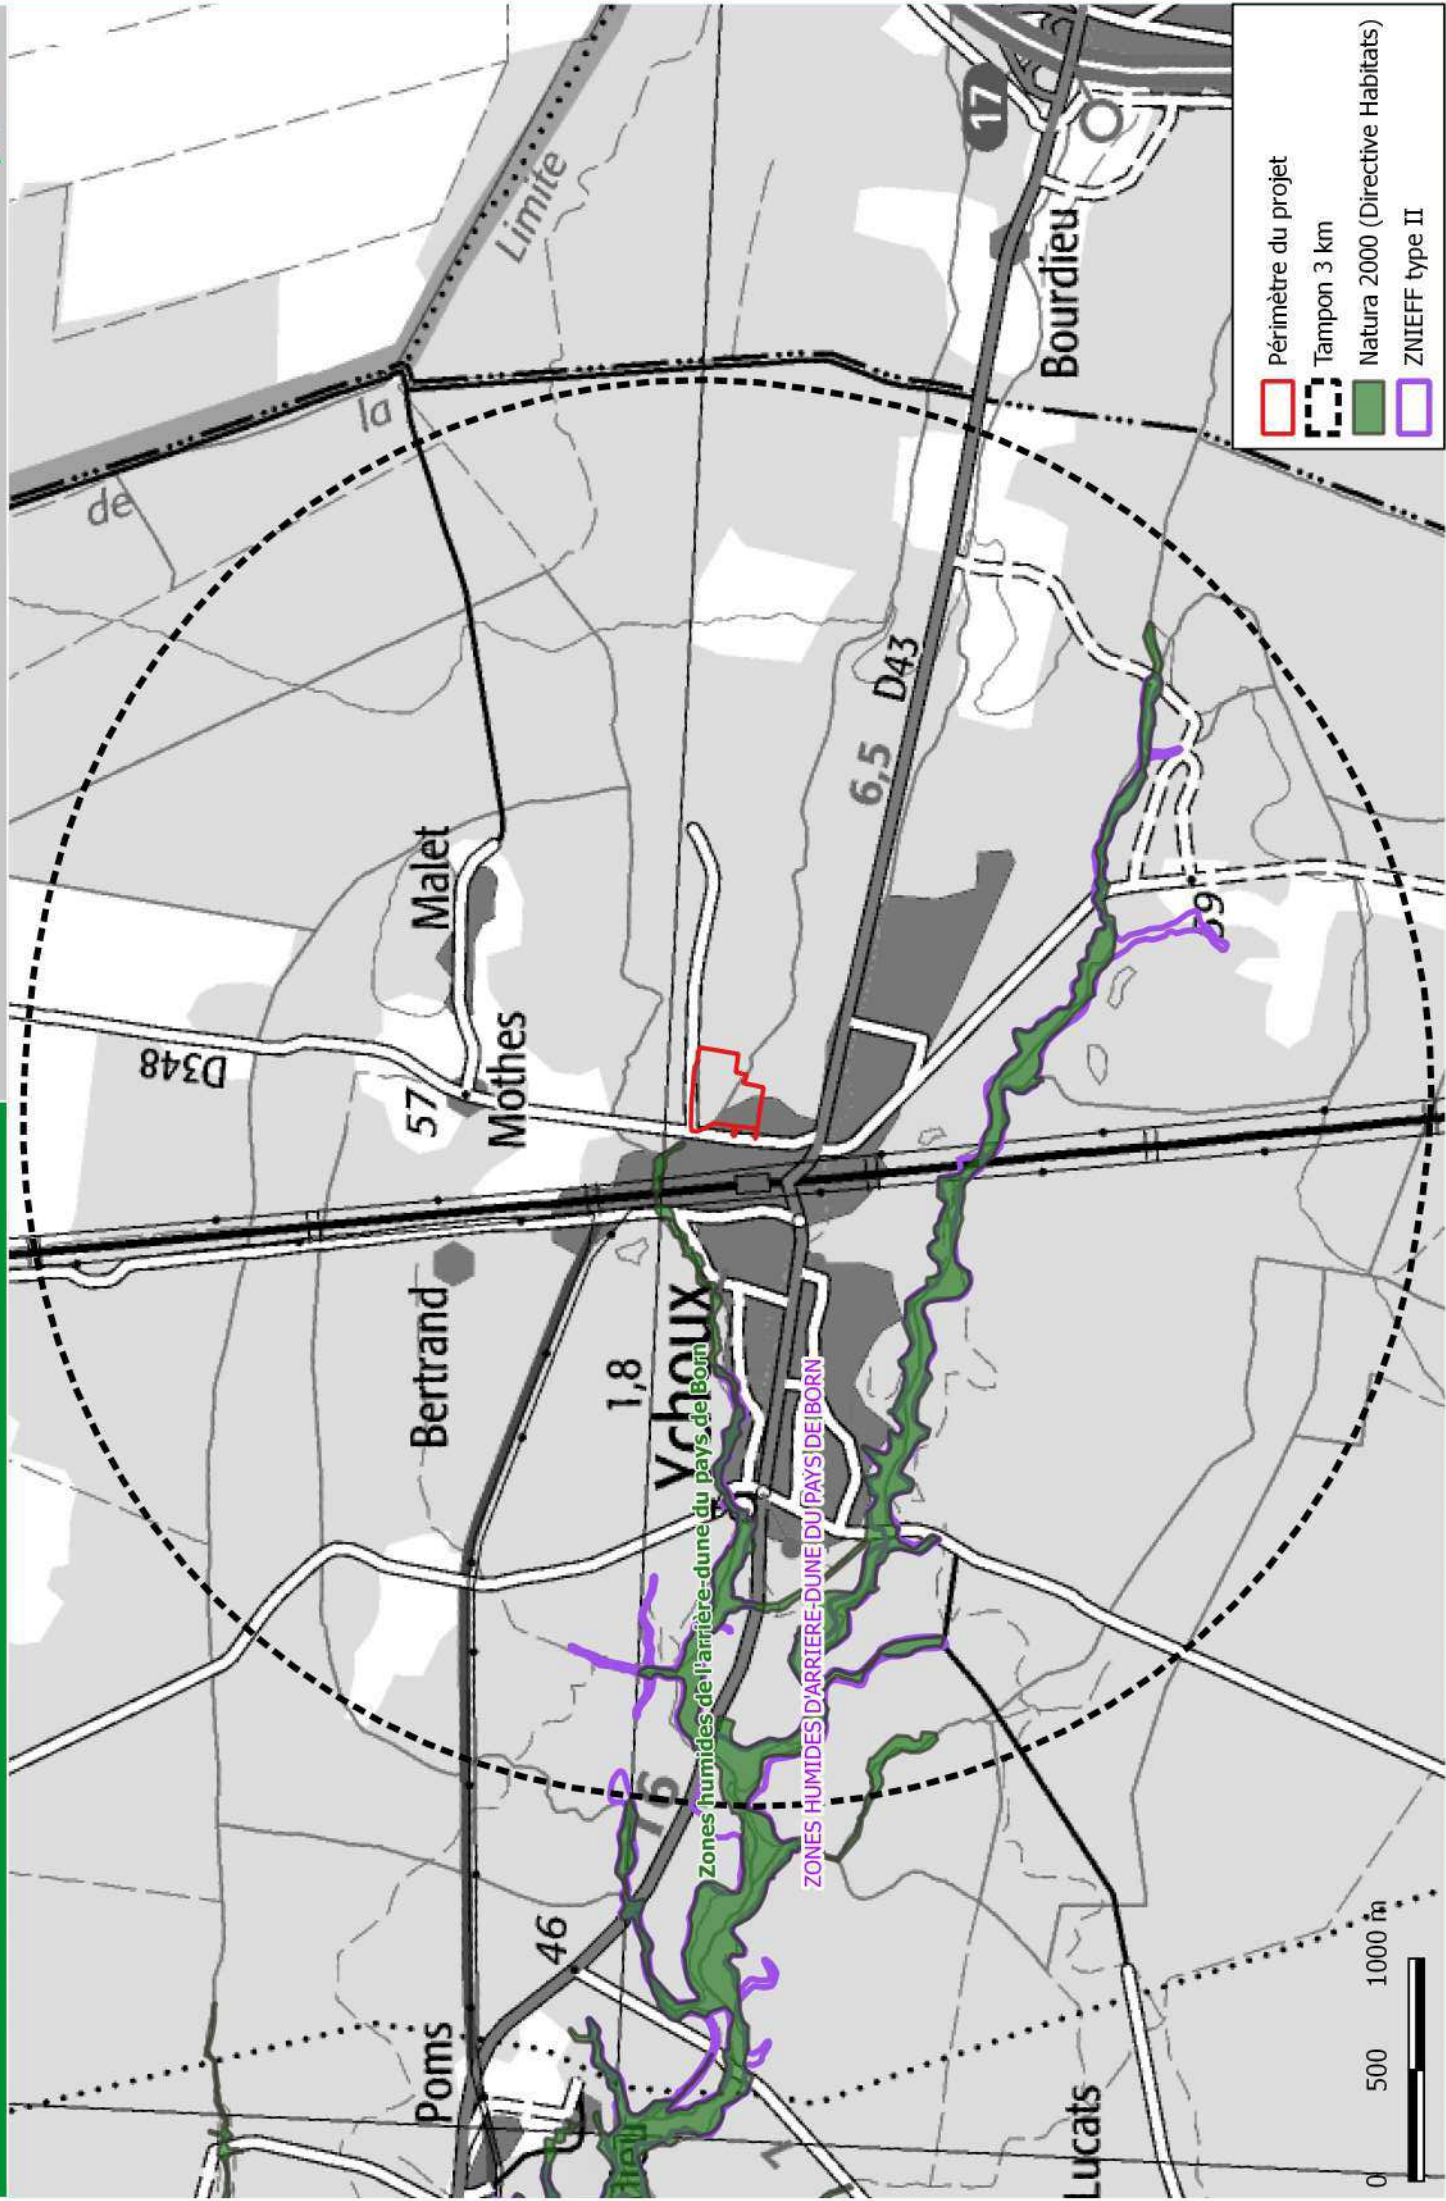 Limite
de
la
17
Bourdieu
D43
6,5
Malet
Mothes
D348
57
Bertrand
1,8
Ychoux
Zones humides de l'arrière-dune du pays de Born
ZONES HUMIDES D'ARRIERE-DUNE DU PAYS DE BORN
46
Poms
Lucats
Périmètre du projet
Tampon 3 km
Natura 2000 (Directive Habitats)
ZNIEFF type II
0 500 1000 m